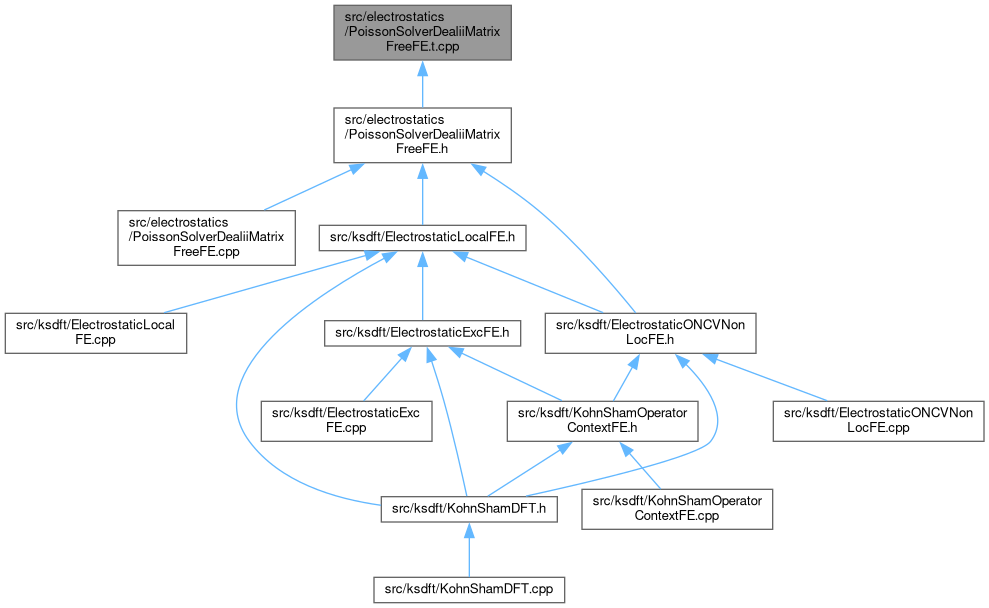 src/electrostatics
/PoissonSolverDealiiMatrix
FreeFE.t.cpp
src/electrostatics
/PoissonSolverDealiiMatrix
FreeFE.h
src/electrostatics
/PoissonSolverDealiiMatrix
FreeFE.cpp
src/ksdft/ElectrostaticLocalFE.h
src/ksdft/ElectrostaticLocal
FE.cpp
src/ksdft/ElectrostaticExcFE.h
src/ksdft/ElectrostaticONCVNon
LocFE.h
src/ksdft/ElectrostaticExc
FE.cpp
src/ksdft/KohnShamOperator
ContextFE.h
src/ksdft/ElectrostaticONCVNon
LocFE.cpp
src/ksdft/KohnShamDFT.h
src/ksdft/KohnShamOperator
ContextFE.cpp
src/ksdft/KohnShamDFT.cpp